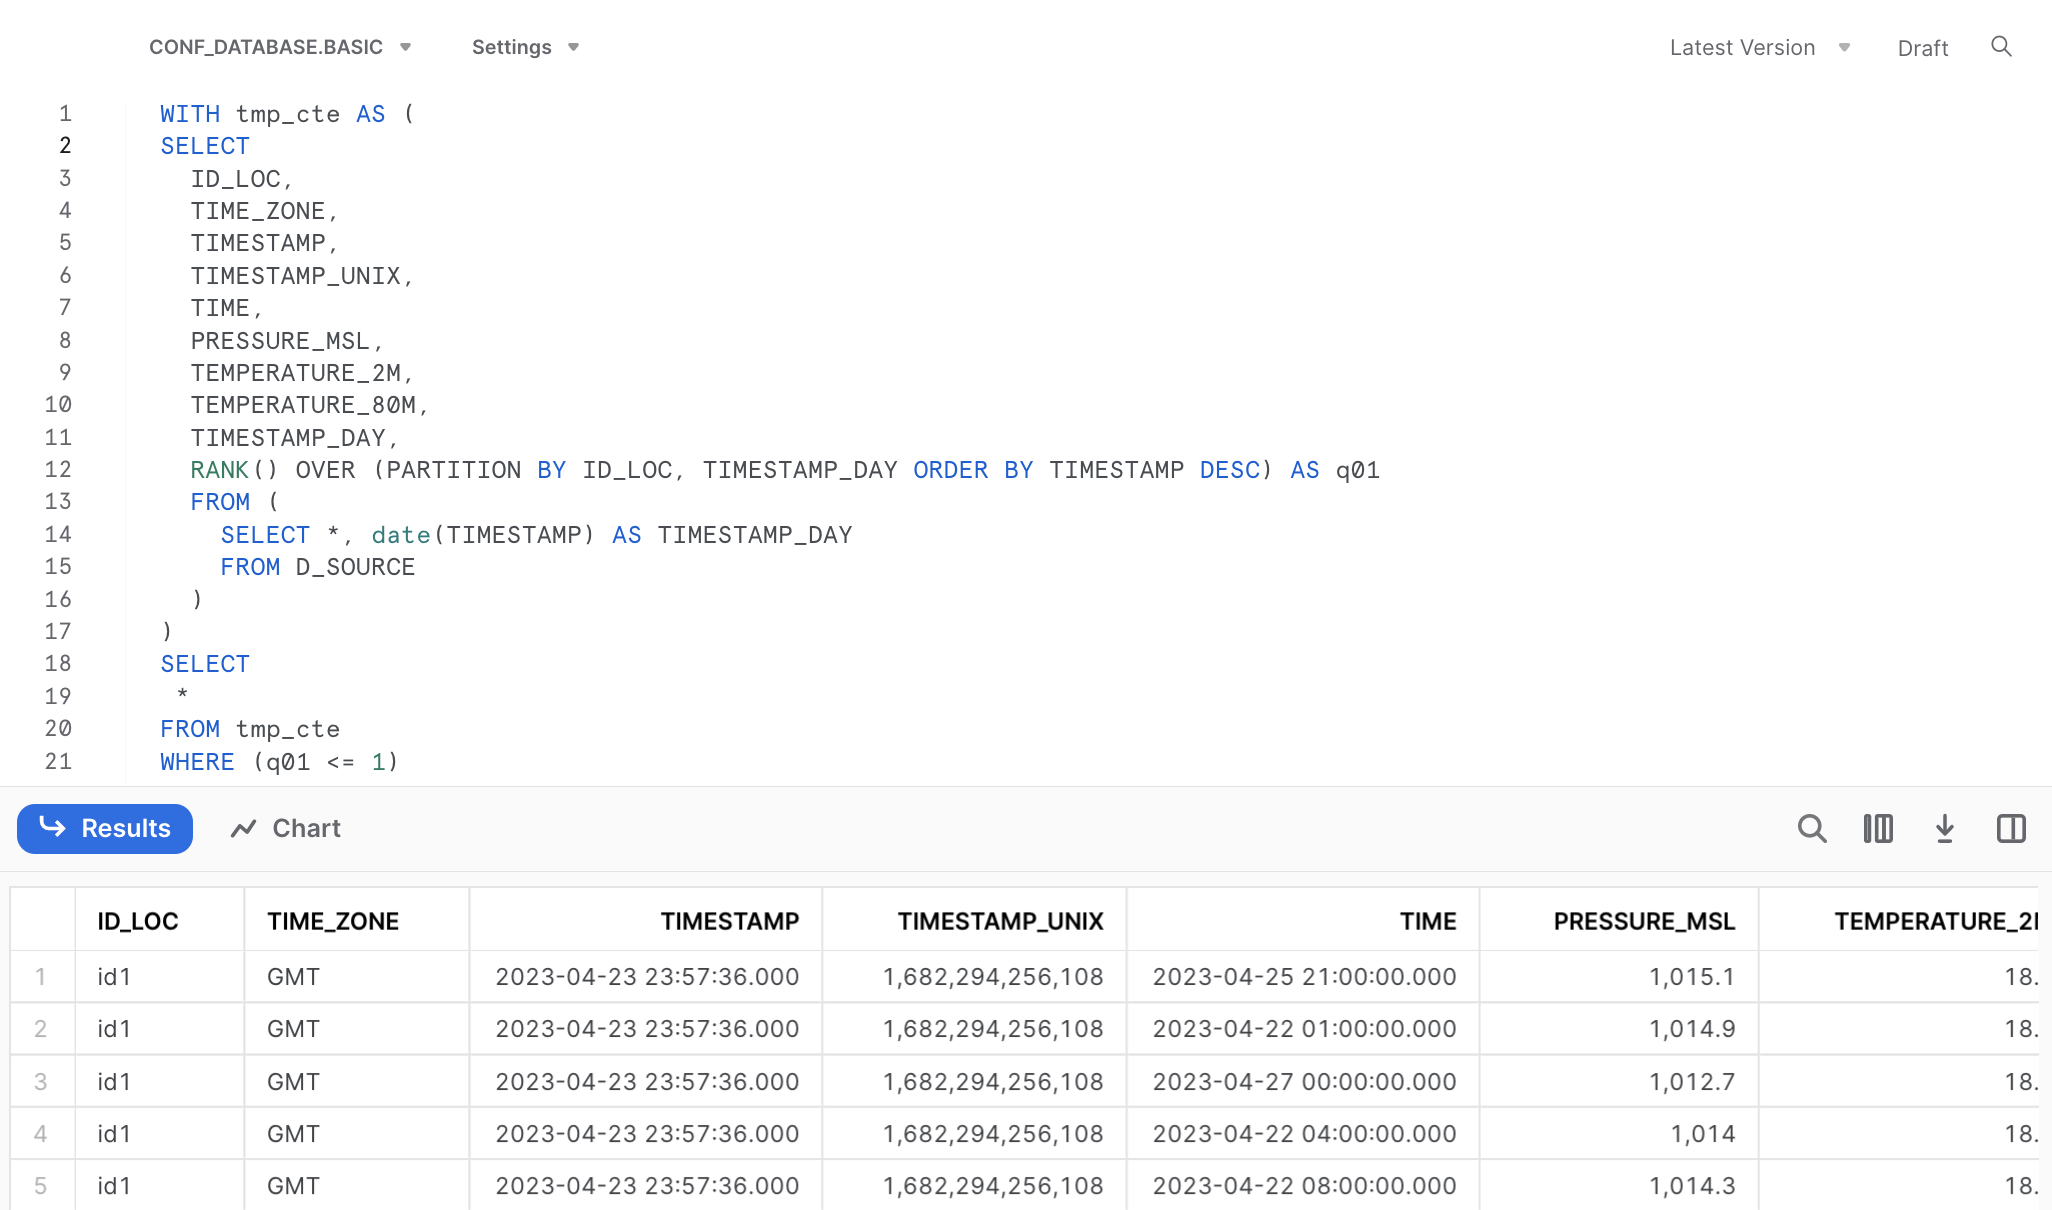 CONF_DATABASE.BASIC Settings Latest Version Draft
1 WITH tmp_cte AS (
2 SELECT
3 ID_LOC,
4 TIME_ZONE,
5 TIMESTAMP,
6 TIMESTAMP_UNIX,
7 TIME,
8 PRESSURE_MSL,
9 TEMPERATURE_2M,
10 TEMPERATURE_80M,
11 TIMESTAMP_DAY,
12 RANK() OVER (PARTITION BY ID_LOC, TIMESTAMP_DAY ORDER BY TIMESTAMP DESC) AS q01
13 FROM (
14 SELECT *, date(TIMESTAMP) AS TIMESTAMP_DAY
15 FROM D_SOURCE
16 )
17 )
18 SELECT
19 *
20 FROM tmp_cte
21 WHERE (q01 <= 1)
Results Chart
ID_LOC TIME_ZONE TIMESTAMP TIMESTAMP_UNIX TIME PRESSURE_MSL TEMPERATURE_2
1 id1 GMT 2023-04-23 23:57:36.000 1,682,294,256,108 2023-04-25 21:00:00.000 1,015.1 18.
2 id1 GMT 2023-04-23 23:57:36.000 1,682,294,256,108 2023-04-22 01:00:00.000 1,014.9 18.
3 id1 GMT 2023-04-23 23:57:36.000 1,682,294,256,108 2023-04-27 00:00:00.000 1,012.7 18.
4 id1 GMT 2023-04-23 23:57:36.000 1,682,294,256,108 2023-04-22 04:00:00.000 1,014 18.
5 id1 GMT 2023-04-23 23:57:36.000 1,682,294,256,108 2023-04-22 08:00:00.000 1,014.3 18.